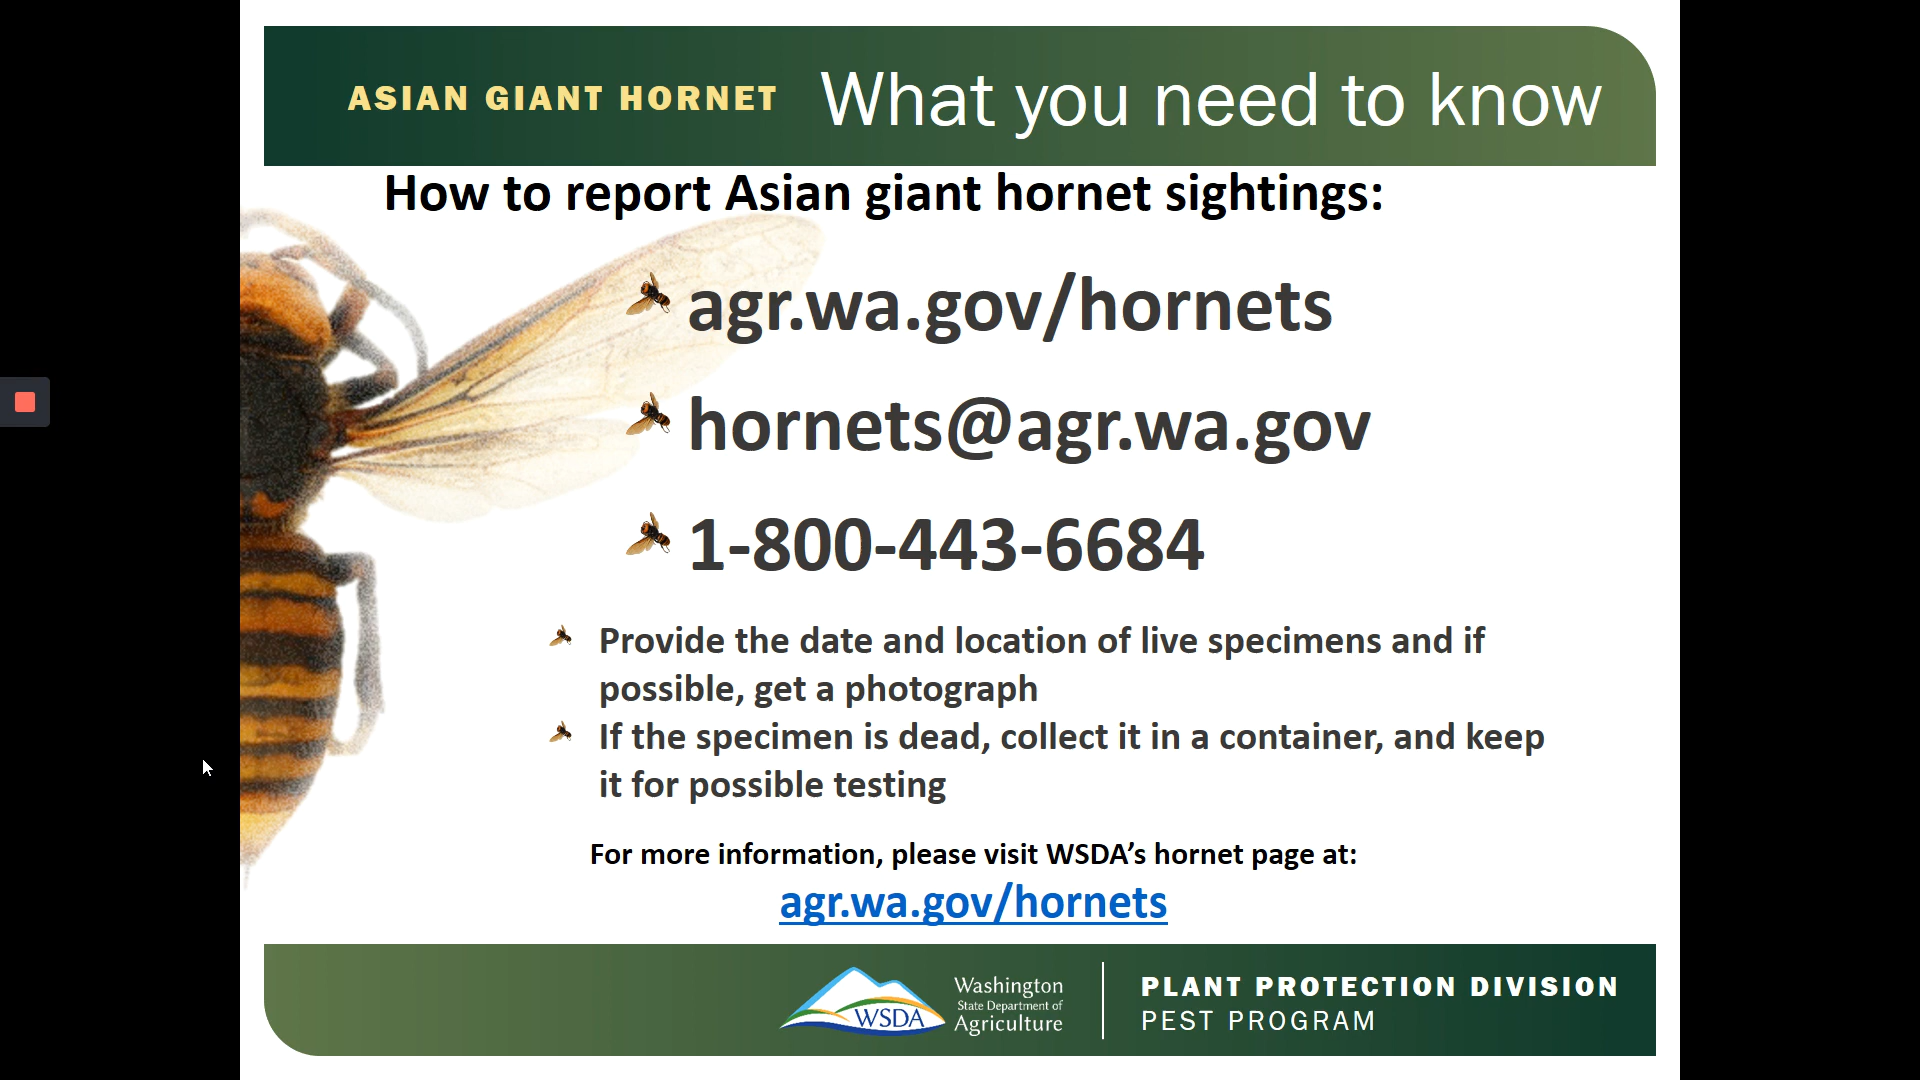 ASIAN GIANT HORNET What you need to know
How to report Asian giant hornet sightings:
agr.wa.gov/hornets
hornets@agr.wa.gov
1-800-443-6684
Provide the date and location of live specimens and if
possible, get a photograph
If the specimen is dead, collect it in a container, and keep
it for possible testing
For more information, please visit WSDA’s hornet page at:
agr.wa.gov/hornets
WSDA
Washington
State Department of
Agriculture
PLANT PROTECTION DIVISION
PEST PROGRAM